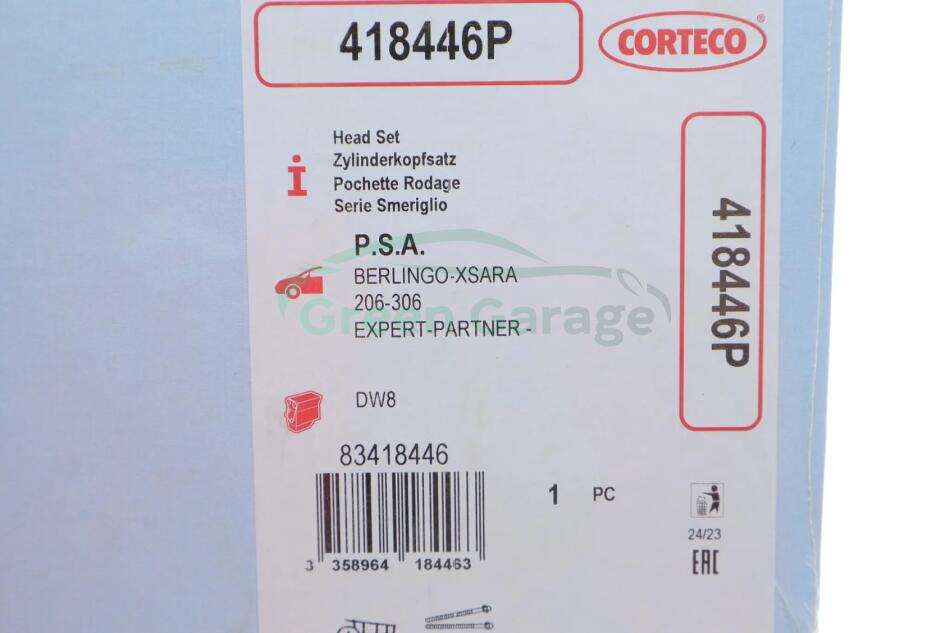 418446P
CORTECO®
Head Set
Zylinderkopfsatz
Pochette Rodage
Serie Smeriglio
P.S.A.
BERLINGO-XSARA
206-306
EXPERT-PARTNER -
Green Garage
418446P
DW8
83418446
1 PC
3 358964 184463
24/23
EAC